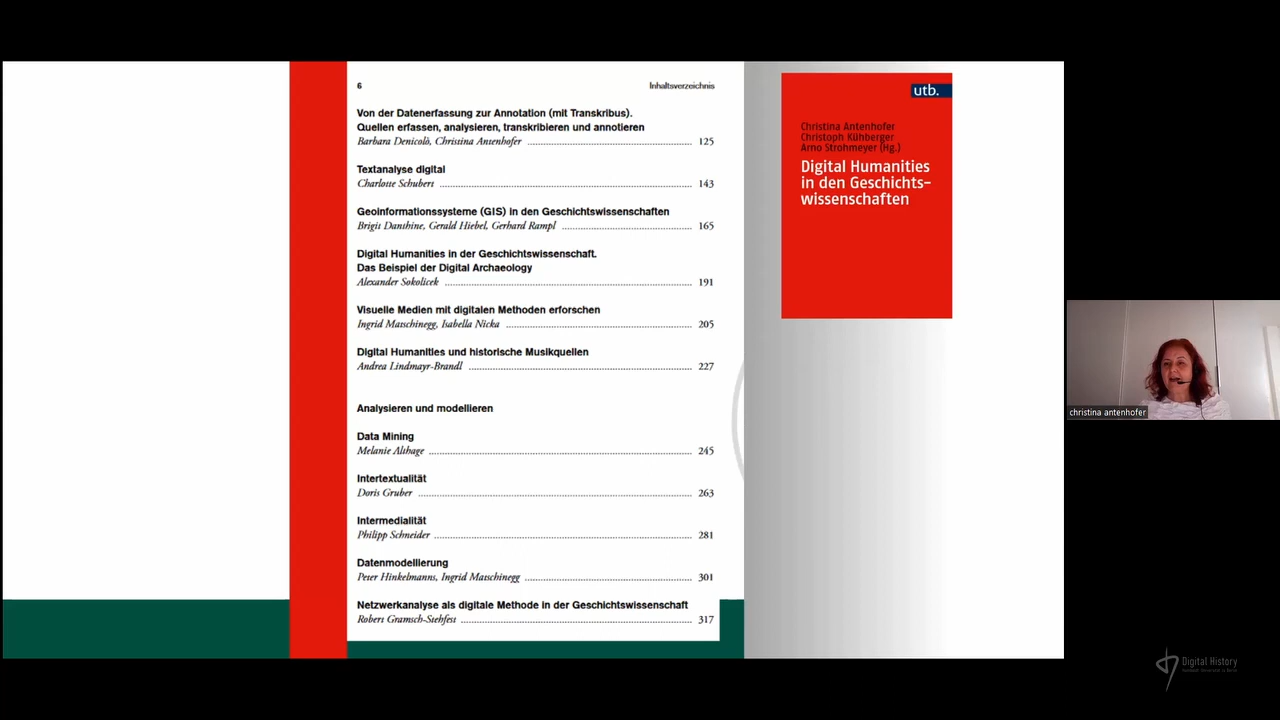 6 Inhaltsverzeichnis
Von der Datenerfassung zur Annotation (mit Transkribus).
Quellen erfassen, analysieren, transkribieren und annotieren
Barbara Denicolò, Christina Antenhofer 125
Textanalyse digital
Charlotte Schubert 143
Geoinformationssysteme (GIS) in den Geschichtswissenschaften
Brigit Danthine, Gerald Hiebel, Gerhard Rampl 165
Digital Humanities in der Geschichtswissenschaft.
Das Beispiel der Digital Archaeology
Alexander Sokolicek 191
Visuelle Medien mit digitalen Methoden erforschen
Ingrid Matschinegg, Isabella Nicka 205
Digital Humanities und historische Musikquellen
Andrea Lindmayr-Brandl 227
Analysieren und modellieren
Data Mining
Melanie Althage 245
Intertextualität
Doris Gruber 263
Intermedialität
Philipp Schneider 281
Datenmodellierung
Peter Hinkelmanns, Ingrid Matschinegg 301
Netzwerkanalyse als digitale Methode in der Geschichtswissenschaft
Robert Gramsch-Stehfest 317
utb.
Christina Antenhofer
Christoph Kühberger
Arno Strohmeyer (Hg.)
Digital Humanities
in den Geschichts-
wissenschaften
christina antenhofer
Digital History